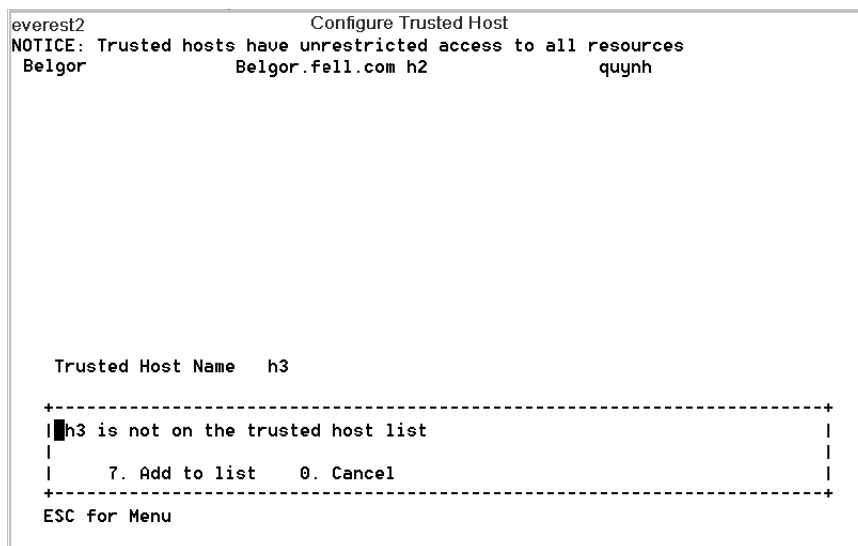 everest2 Configure Trusted Host
NOTICE: Trusted hosts have unrestricted access to all resources
Belgor Belgor.fell.com h2 quynh
Trusted Host Name h3
h3 is not on the trusted host list
7. Add to list 0. Cancel
ESC for Menu